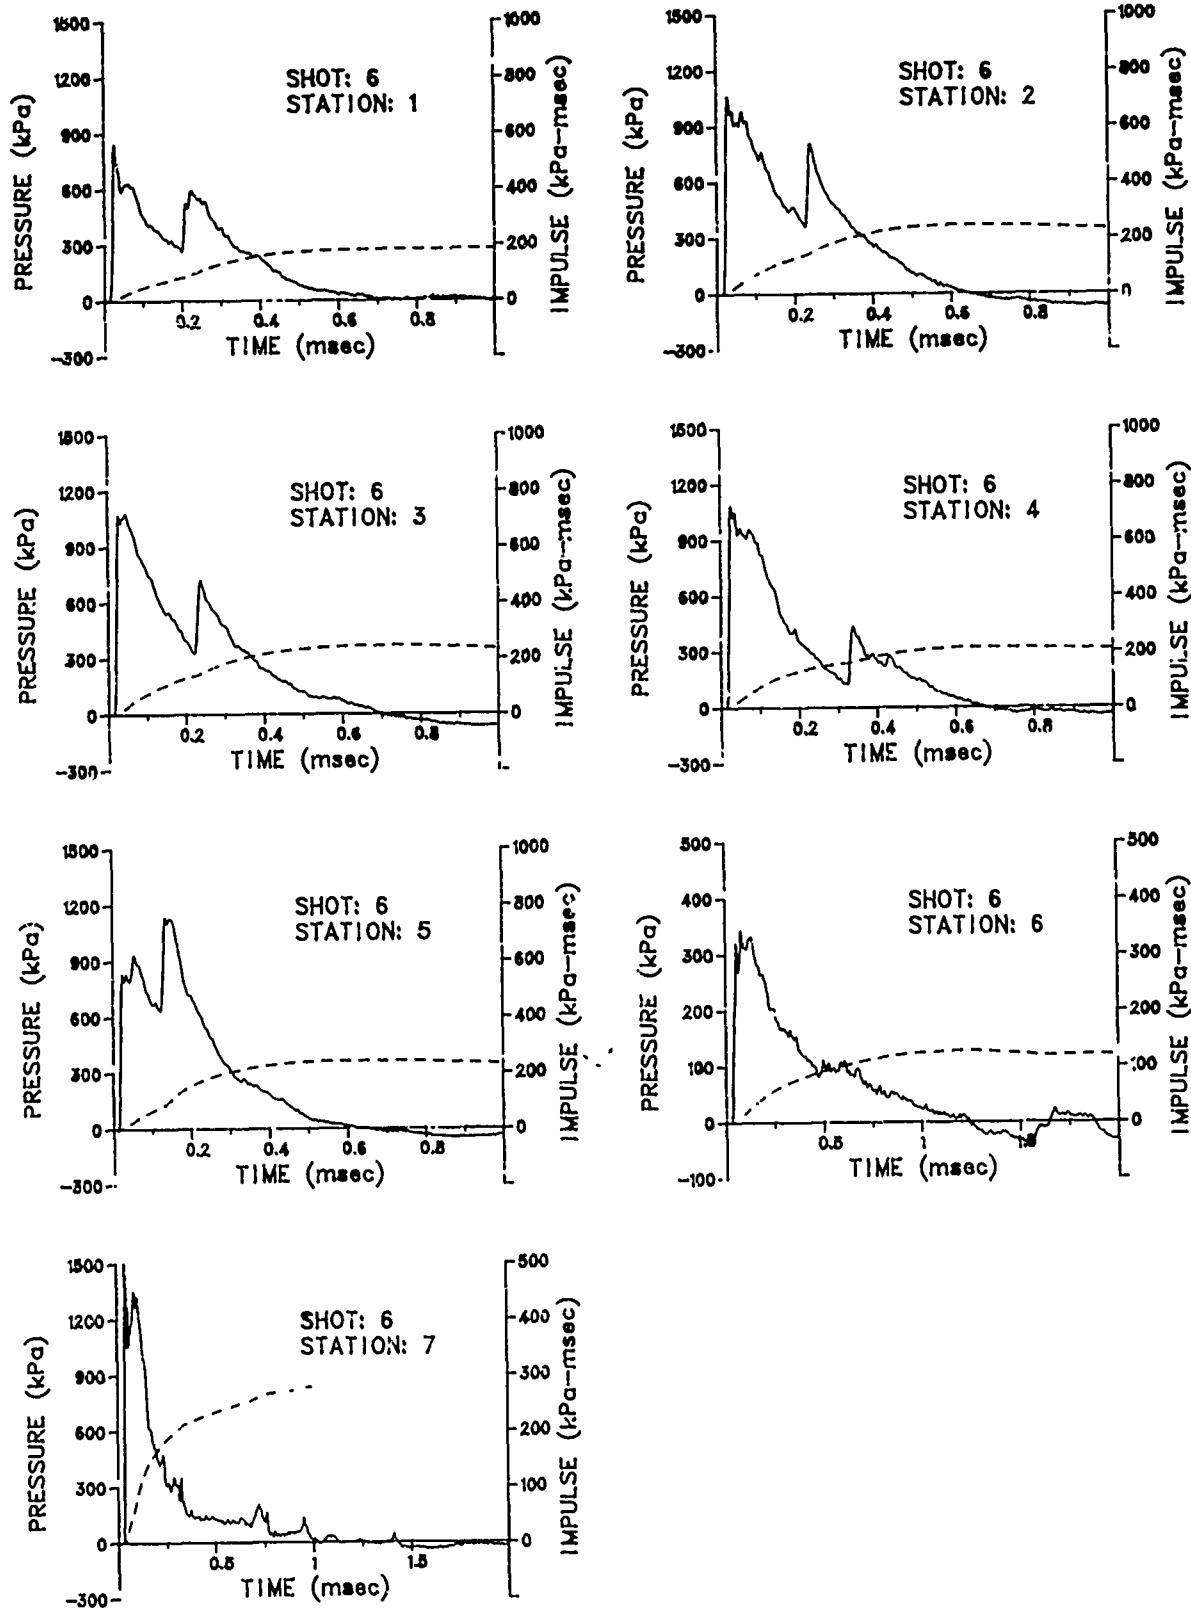 1500
1200
900
600
300
0
-300
PRESSURE (kPa)
SHOT: 6
STATION: 1
1000
800
600
400
200
0
IMPULSE (kPa-msec)
0.2 0.4 0.6 0.8
TIME (msec)
1500
1200
900
600
300
0
-300
PRESSURE (kPa)
SHOT: 6
STATION: 2
1000
800
600
400
200
0
IMPULSE (kPa-msec)
0.2 0.4 0.6 0.8
TIME (msec)
1500
1200
900
600
300
0
-300
PRESSURE (kPa)
SHOT: 6
STATION: 3
1000
800
600
400
200
0
IMPULSE (kPa-msec)
0.2 0.4 0.6 0.8
TIME (msec)
1500
1200
900
600
300
0
-300
PRESSURE (kPa)
SHOT: 6
STATION: 4
1000
800
600
400
200
0
IMPULSE (kPa-msec)
0.2 0.4 0.6 0.8
TIME (msec)
1500
1200
900
600
300
0
-300
PRESSURE (kPa)
SHOT: 6
STATION: 5
1000
800
600
400
200
0
IMPULSE (kPa-msec)
0.2 0.4 0.6 0.8
TIME (msec)
500
400
300
200
100
0
-100
PRESSURE (kPa)
SHOT: 6
STATION: 6
500
400
300
200
100
0
IMPULSE (kPa-msec)
0.5 1 1.5
TIME (msec)
1500
1200
900
600
300
0
-300
PRESSURE (kPa)
SHOT: 6
STATION: 7
500
400
300
200
100
0
IMPULSE (kPa-msec)
0.5 1 1.5
TIME (msec)